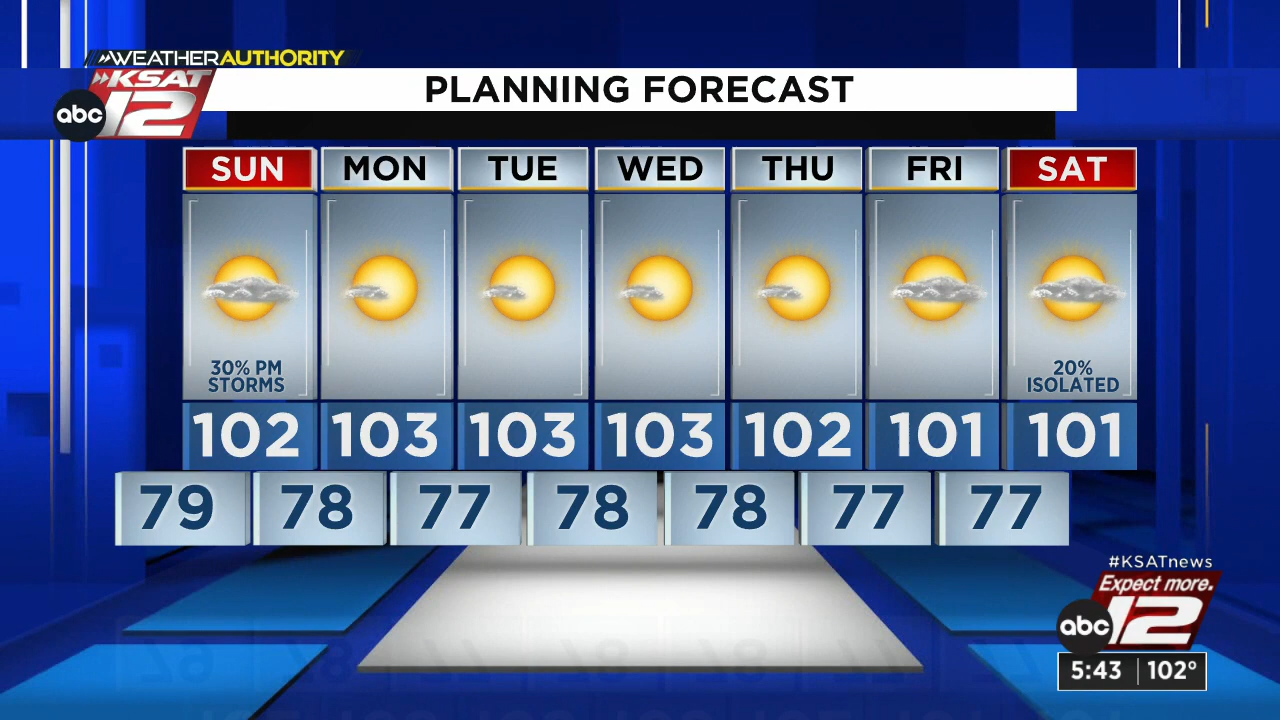 WEATHERAUTHORITY
KSAT
abc 12
PLANNING FORECAST
SUN MON TUE WED THU FRI SAT
30% PM
STORMS
20%
ISOLATED
102 103 103 103 102 101 101
79 78 77 78 78 77 77
#KSATnews
Expect more.
abc 12
5:43 102°